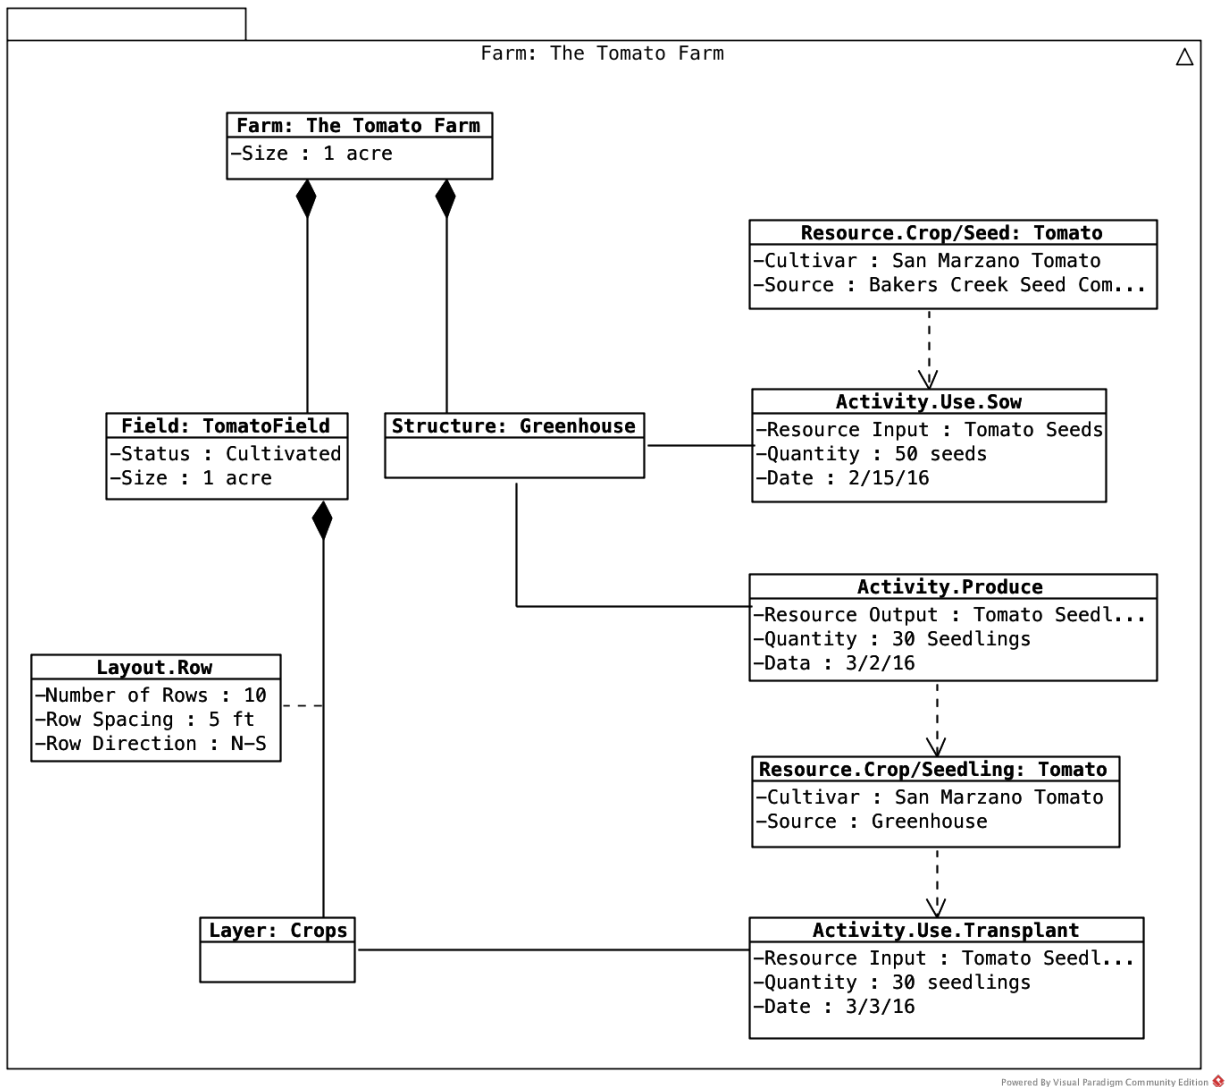 Farm: The Tomato Farm
Farm: The Tomato Farm
-Size : 1 acre
Resource.Crop/Seed: Tomato
-Cultivar : San Marzano Tomato
-Source : Bakers Creek Seed Com...
Field: TomatoField
-Status : Cultivated
-Size : 1 acre
Structure: Greenhouse
Activity.Use.Sow
-Resource Input : Tomato Seeds
-Quantity : 50 seeds
-Date : 2/15/16
Activity.Produce
-Resource Output : Tomato Seedl...
-Quantity : 30 Seedlings
-Data : 3/2/16
Layout.Row
-Number of Rows : 10
-Row Spacing : 5 ft
-Row Direction : N-S
Resource.Crop/Seedling: Tomato
-Cultivar : San Marzano Tomato
-Source : Greenhouse
Layer: Crops
Activity.Use.Transplant
-Resource Input : Tomato Seedl...
-Quantity : 30 seedlings
-Date : 3/3/16
Powered By Visual Paradigm Community Edition